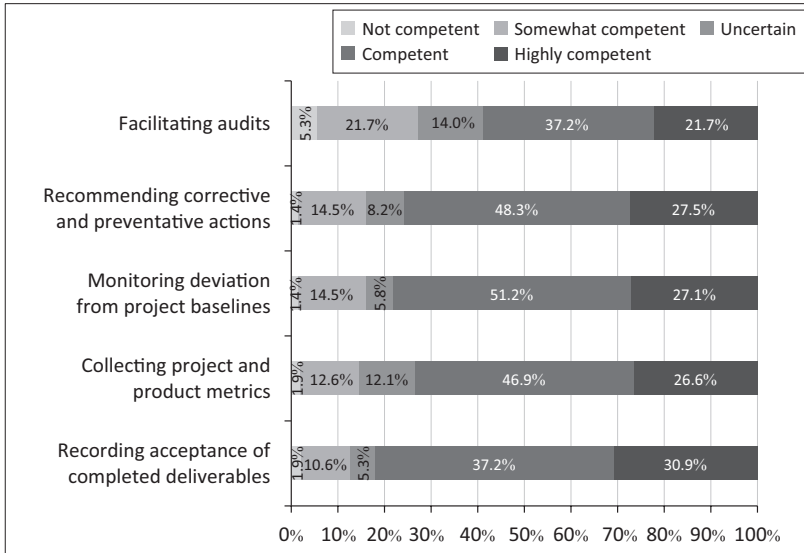 Not competent Somewhat competent Uncertain
Competent Highly competent
Facilitating audits
5.3% 21.7% 14.0% 37.2% 21.7%
Recommending corrective
and preventative actions
1.4% 14.5% 8.2% 48.3% 27.5%
Monitoring deviation
from project baselines
1.4% 14.5% 5.8% 51.2% 27.1%
Collecting project and
product metrics
1.9% 12.6% 12.1% 46.9% 26.6%
Recording acceptance of
completed deliverables
1.9% 10.6% 5.3% 37.2% 30.9%
0% 10% 20% 30% 40% 50% 60% 70% 80% 90% 100%